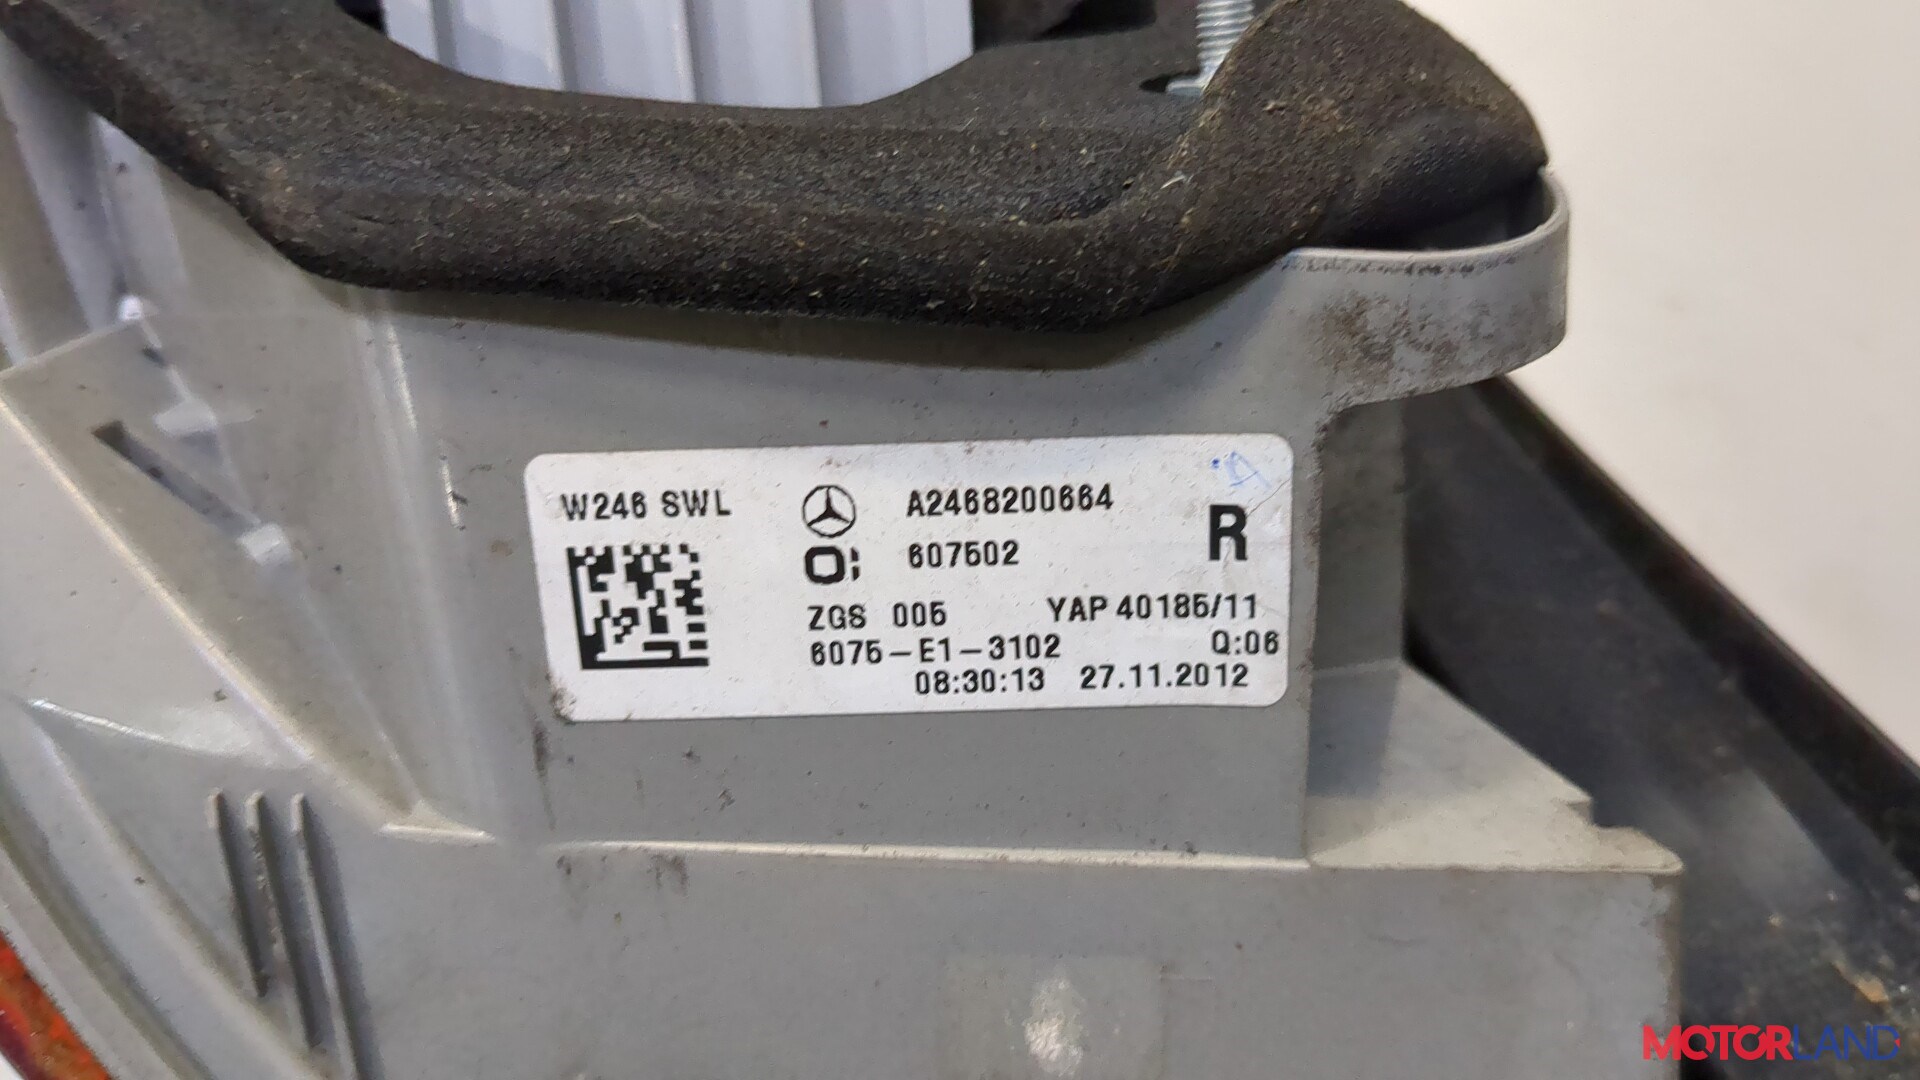 W246 SWL
A2468200664
607502
R
ZGS 005 YAP 40185/11
6075-E1-3102 Q:06
08:30:13 27.11.2012
MOTORLAND